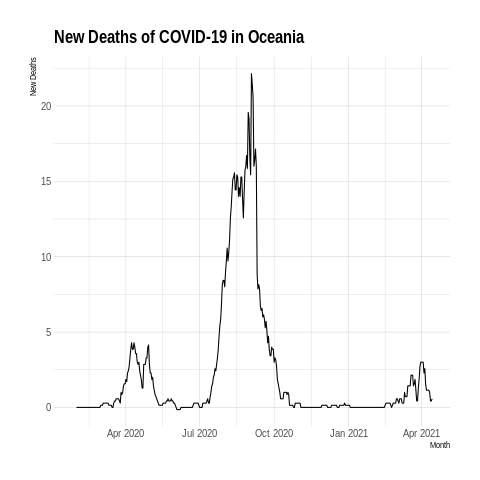 New Deaths of COVID-19 in Oceania
New Deaths
20
15
10
5
0
Apr 2020 Jul 2020 Oct 2020 Jan 2021 Apr 2021
Month